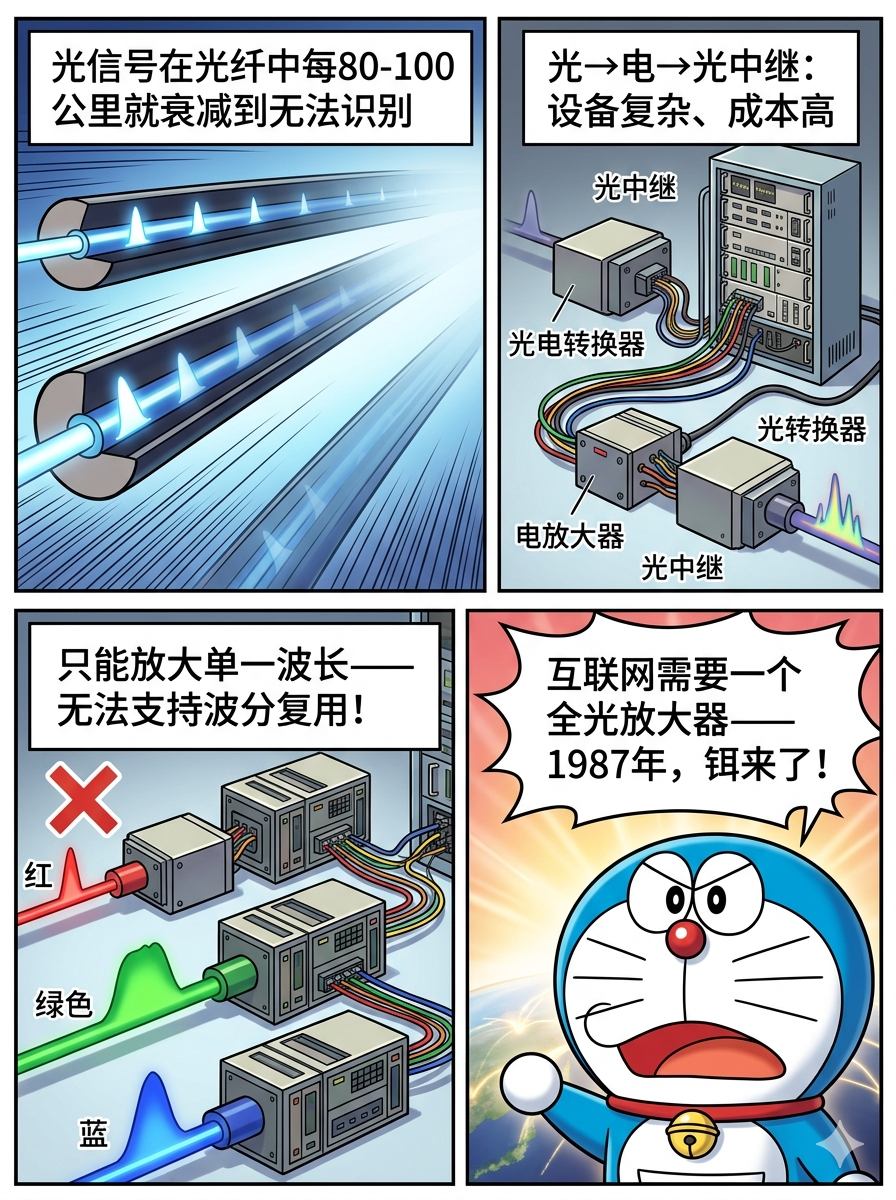 光信号在光纤中每80-100
公里就衰减到无法识别
光→电→光中继：
设备复杂、成本高
光中继
光电转换器
光转换器
电放大器
光中继
只能放大单一波长——
无法支持波分复用！
红
绿色
蓝
互联网需要一个
全光放大器——
1987年，铒来了！